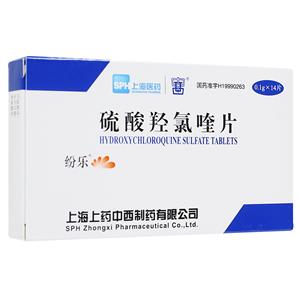 SPH 上海医药
国药准字H19990263
0.1g×14片
硫酸羟氯喹片
HYDROXYCHLOROQUINE SULFATE TABLETS
纷乐
上海上药中西制药有限公司
SPH Zhongxi Pharmaceutical Co.,Ltd.